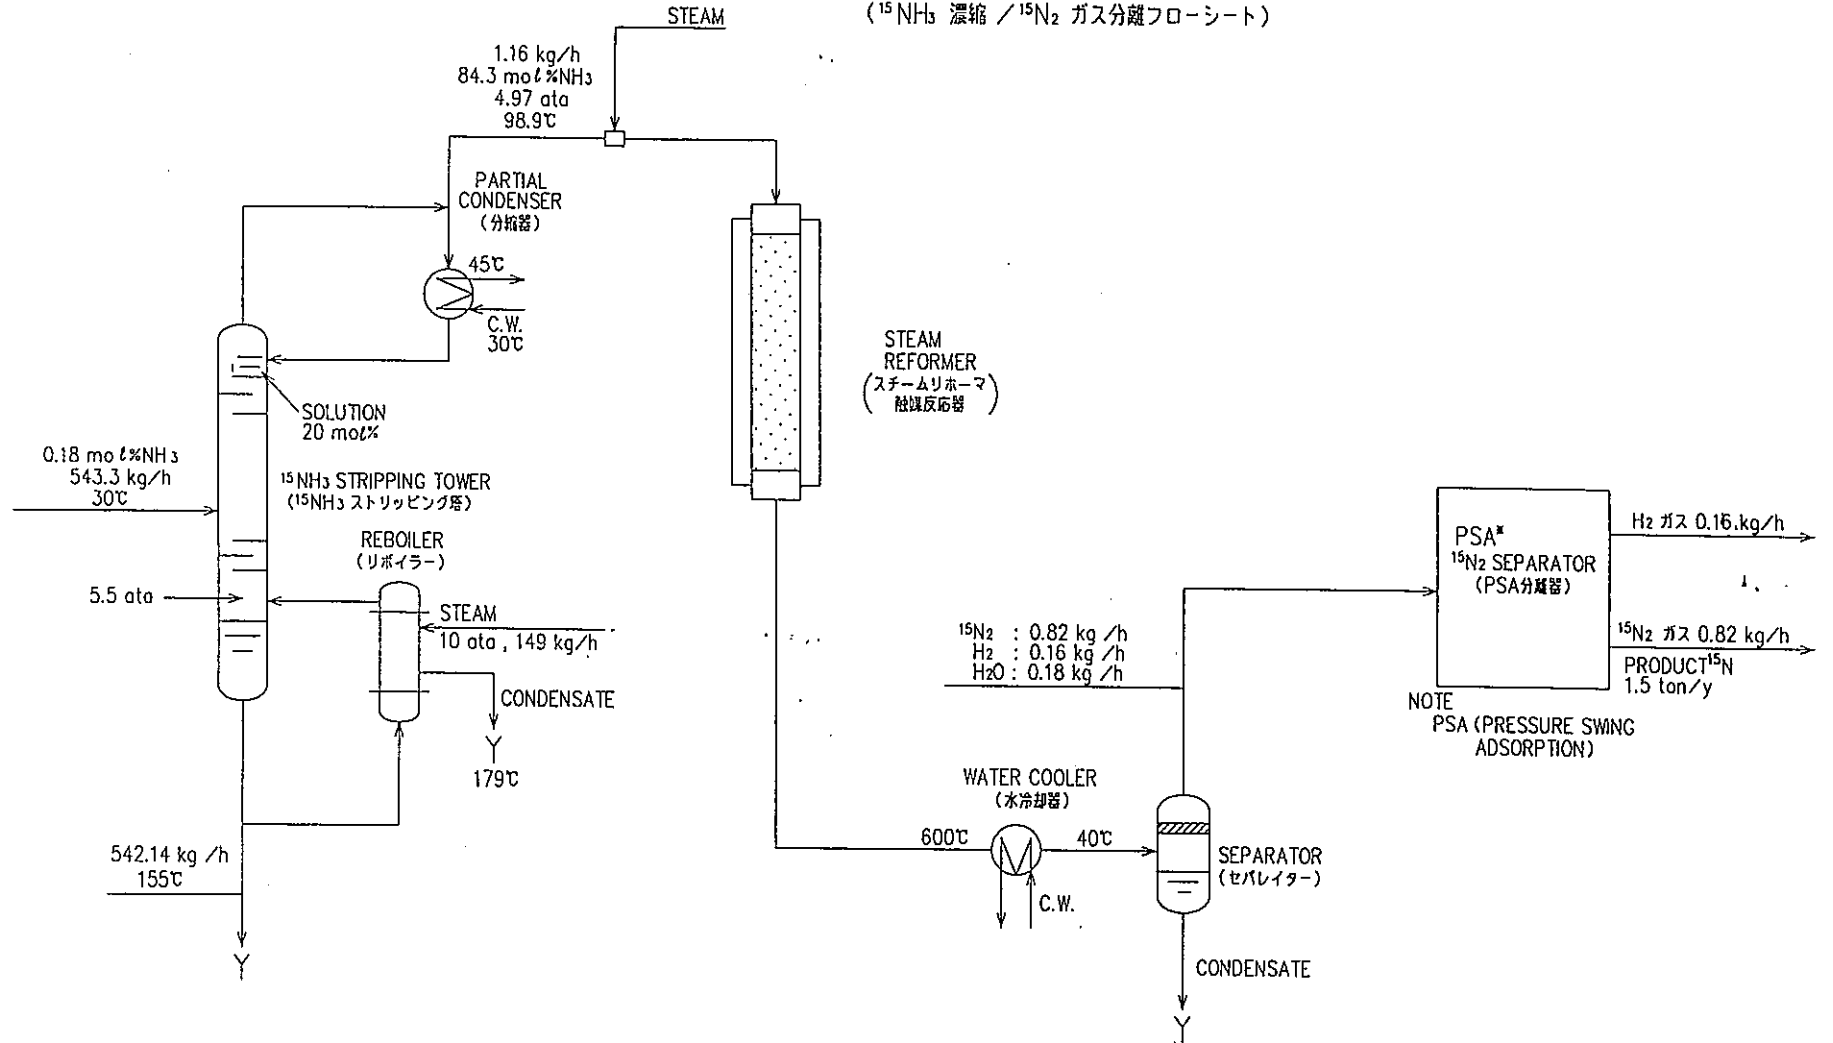 (¹⁵NH₃ 濃縮 / ¹⁵N₂ ガス分離フローシート)
STEAM
1.16 kg/h
84.3 mol%NH₃
4.97 ata
98.9℃
PARTIAL
CONDENSER
(分縮器)
45℃
C.W.
30℃
SOLUTION
20 mol%
0.18 mol%NH₃
543.3 kg/h
30℃
¹⁵NH₃ STRIPPING TOWER
(¹⁵NH₃ ストリッピング塔)
REBOILER
(リボイラー)
5.5 ata
STEAM
10 ata , 149 kg/h
CONDENSATE
179℃
542.14 kg /h
155℃
STEAM
REFORMER
(スチームリホーマ
触媒反応器)
600℃
WATER COOLER
(水冷却器)
40℃
C.W.
¹⁵N₂ : 0.82 kg /h
H₂ : 0.16 kg /h
H₂O : 0.18 kg /h
SEPARATOR
(セパレイター)
CONDENSATE
PSA*
¹⁵N₂ SEPARATOR
(PSA分離器)
H₂ ガス 0.16 kg/h
¹⁵N₂ ガス 0.82 kg/h
PRODUCT ¹⁵N
1.5 ton/y
NOTE
PSA (PRESSURE SWING
ADSORPTION)